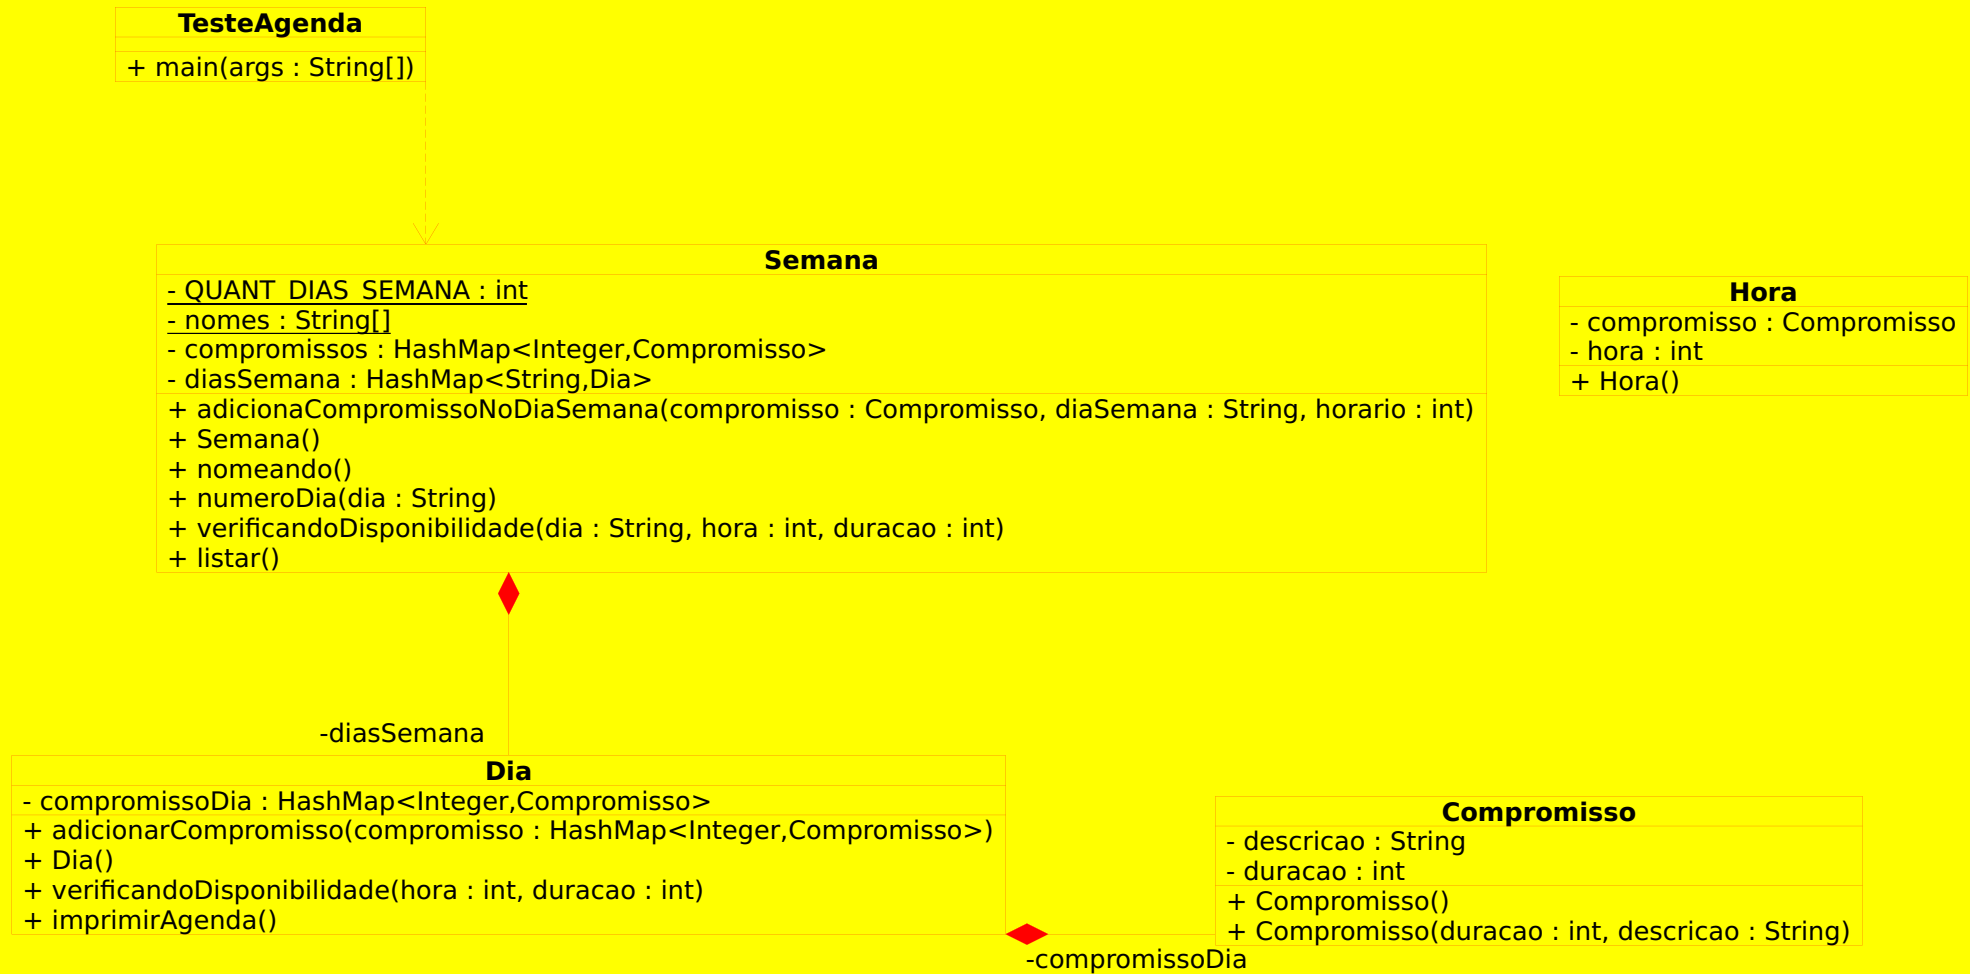 TesteAgenda
+ main(args : String[])
Semana
- QUANT_DIAS_SEMANA : int
- nomes : String[]
- compromissos : HashMap<Integer,Compromisso>
- diasSemana : HashMap<String,Dia>
+ adicionaCompromissoNoDiaSemana(compromisso : Compromisso, diaSemana : String, horario : int)
+ Semana()
+ nomeando()
+ numeroDia(dia : String)
+ verificandoDisponibilidade(dia : String, hora : int, duracao : int)
+ listar()
Hora
- compromisso : Compromisso
- hora : int
+ Hora()
-diasSemana
Dia
- compromissoDia : HashMap<Integer,Compromisso>
+ adicionarCompromisso(compromisso : HashMap<Integer,Compromisso>)
+ Dia()
+ verificandoDisponibilidade(hora : int, duracao : int)
+ imprimirAgenda()
Compromisso
- descricao : String
- duracao : int
+ Compromisso()
+ Compromisso(duracao : int, descricao : String)
-compromissoDia